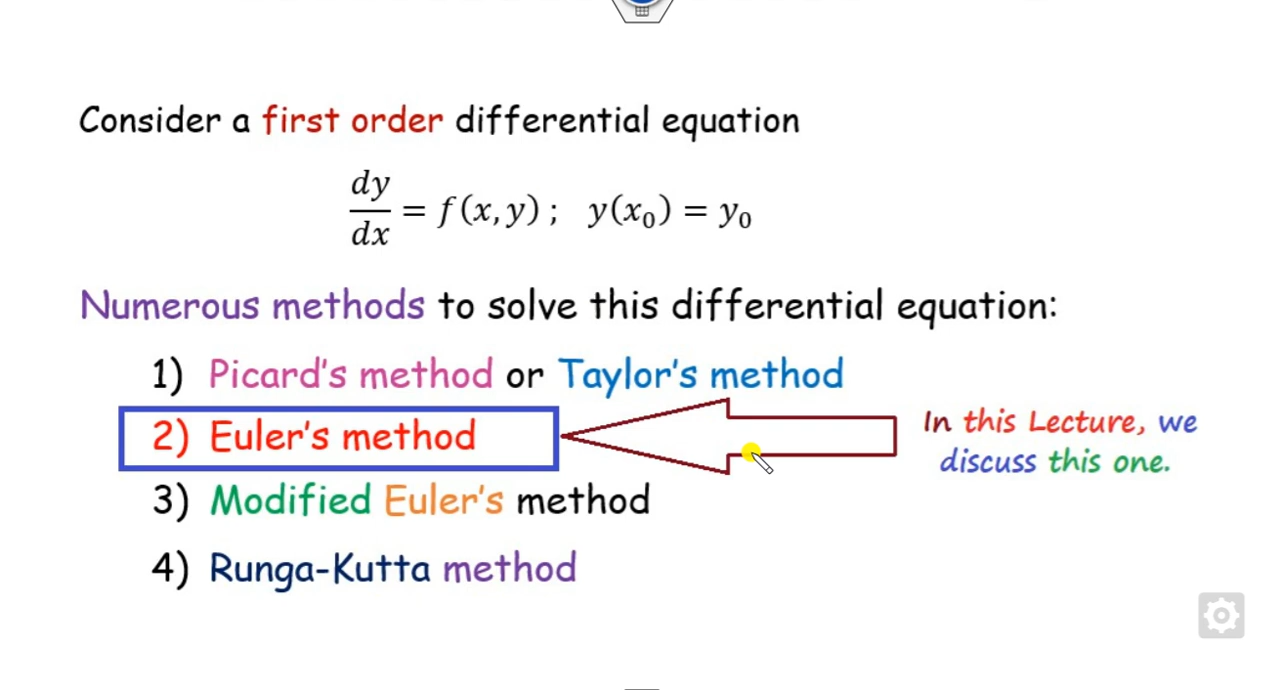 Consider a first order differential equation
dy/dx = f(x, y) ;  y(x₀) = y₀
Numerous methods to solve this differential equation:
1) Picard's method or Taylor's method
2) Euler's method
In this Lecture, we
discuss this one.
3) Modified Euler's method
4) Runga-Kutta method